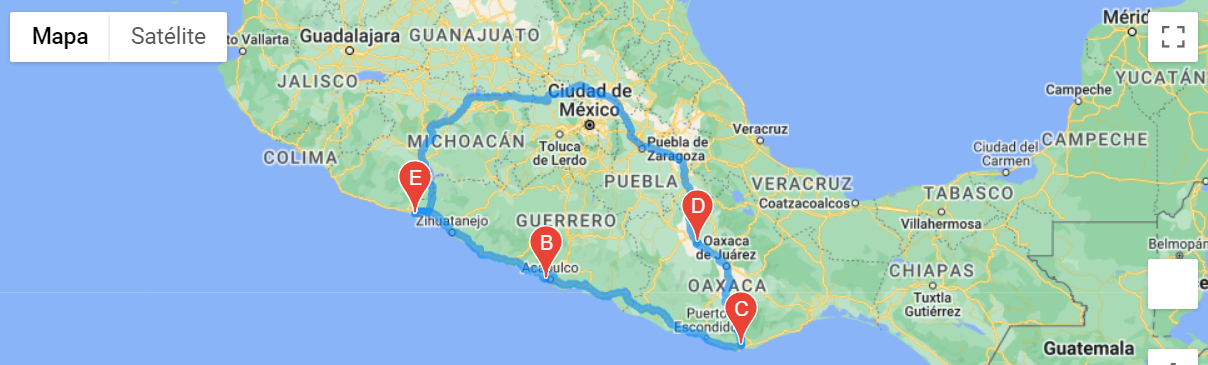 Mapa
Satélite
to Vallarta
Guadalajara
GUANAJUATO
Mérid
JALISCO
Ciudad de
México
YUCATÁN
Campeche
MICHOACÁN
COLIMA
Toluca
de Lerdo
Puebla de
Zaragoza
Veracruz
Ciudad del
Carmen
CAMPECHE
E
PUEBLA
VERACRUZ
Coatzacoalcos
TABASCO
Villahermosa
D
Zihuatanejo
GUERRERO
B
Acapulco
Oaxaca
de Juárez
Belmopán
OAXACA
CHIAPAS
Tuxtla
Gutiérrez
C
Puerto
Escondido
Guatemala